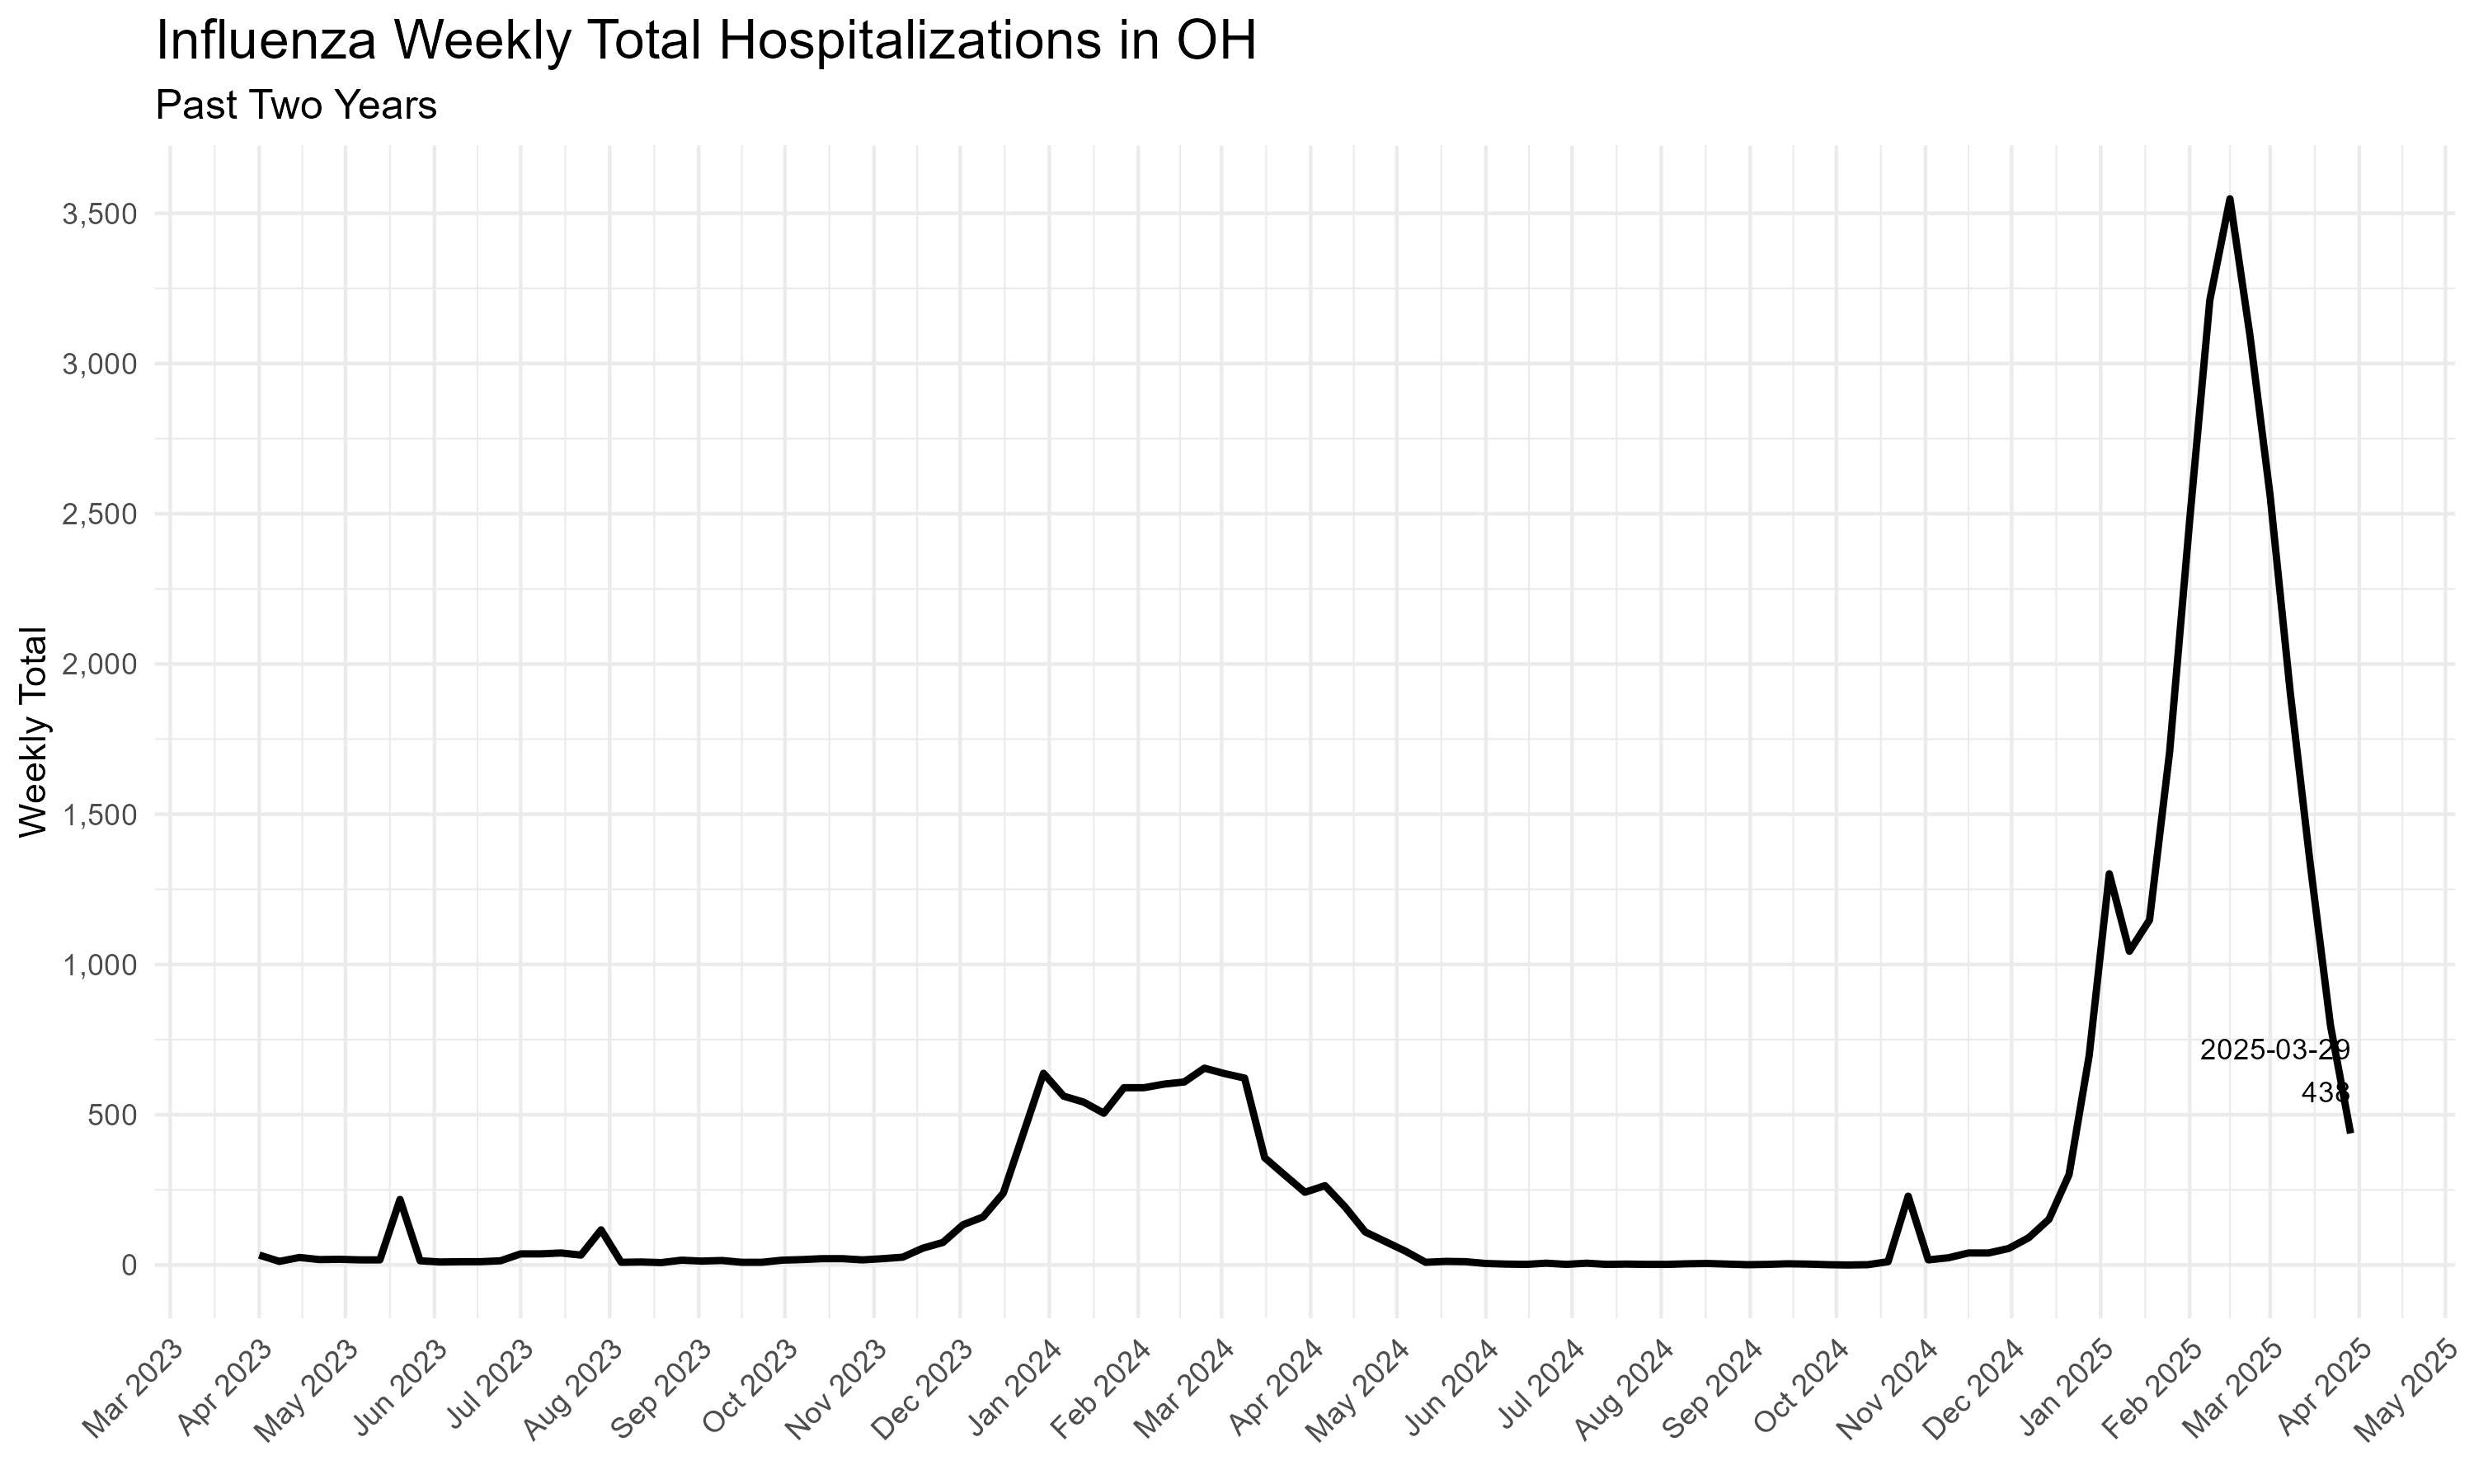 Influenza Weekly Total Hospitalizations in OH
Past Two Years
Weekly Total
3,500
3,000
2,500
2,000
1,500
1,000
500
0
2025-03-29
438
Mar 2023
Apr 2023
May 2023
Jun 2023
Jul 2023
Aug 2023
Sep 2023
Oct 2023
Nov 2023
Dec 2023
Jan 2024
Feb 2024
Mar 2024
Apr 2024
May 2024
Jun 2024
Jul 2024
Aug 2024
Sep 2024
Oct 2024
Nov 2024
Dec 2024
Jan 2025
Feb 2025
Mar 2025
Apr 2025
May 2025